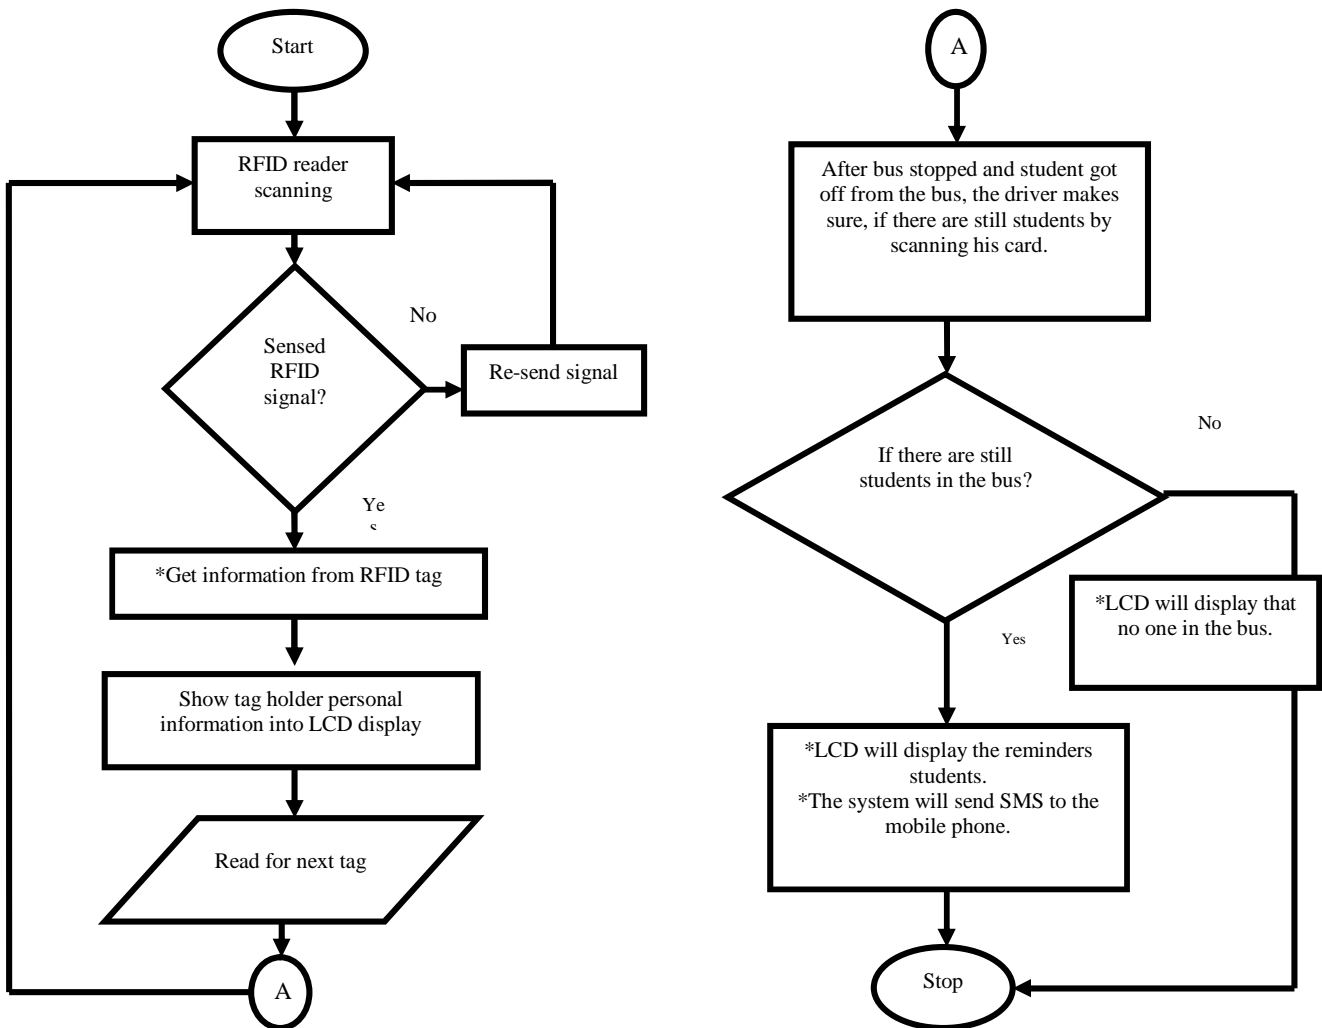 Start
RFID reader
scanning
Sensed
RFID
signal?
No
Re-send signal
Ye
s
*Get information from RFID tag
Show tag holder personal
information into LCD display
Read for next tag
A
A
After bus stopped and student got
off from the bus, the driver makes
sure, if there are still students by
scanning his card.
If there are still
students in the bus?
No
*LCD will display that
no one in the bus.
Yes
*LCD will display the reminders
students.
*The system will send SMS to the
mobile phone.
Stop